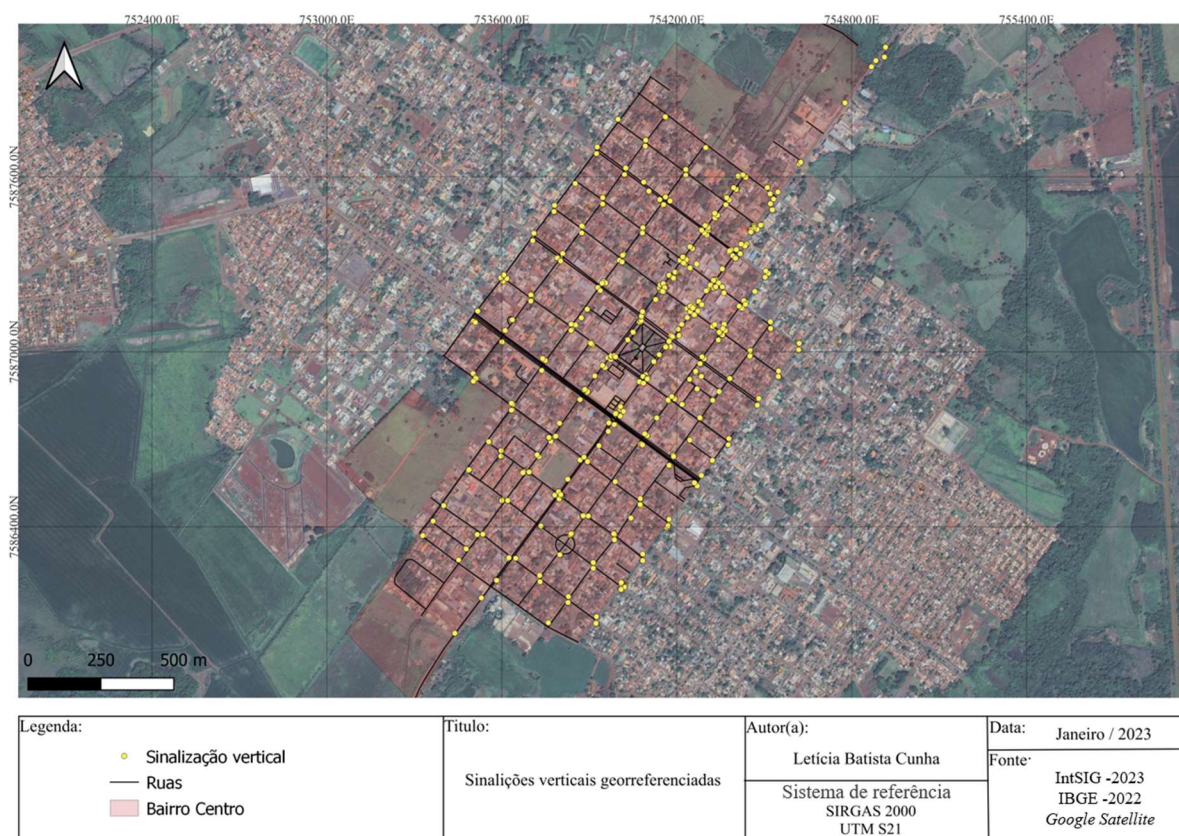 752400.0E 753000.0E 753600.0E 754200.0E 754800.0E 755400.0E
7587600.0N
7587000.0N
7586400.0N
0 250 500 m
Legenda:
Sinalização vertical
Ruas
Bairro Centro
Titulo:
Sinalições verticais georreferenciadas
Autor(a):
Letícia Batista Cunha
Sistema de referência
SIRGAS 2000
UTM S21
Data: Janeiro / 2023
Fonte:
IntSIG -2023
IBGE -2022
Google Satellite